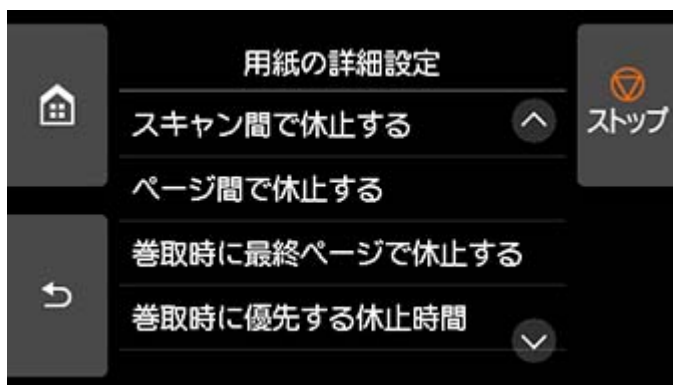 用紙の詳細設定
スキャン間で休止する
ストップ
ページ間で休止する
巻取時に最終ページで休止する
巻取時に優先する休止時間